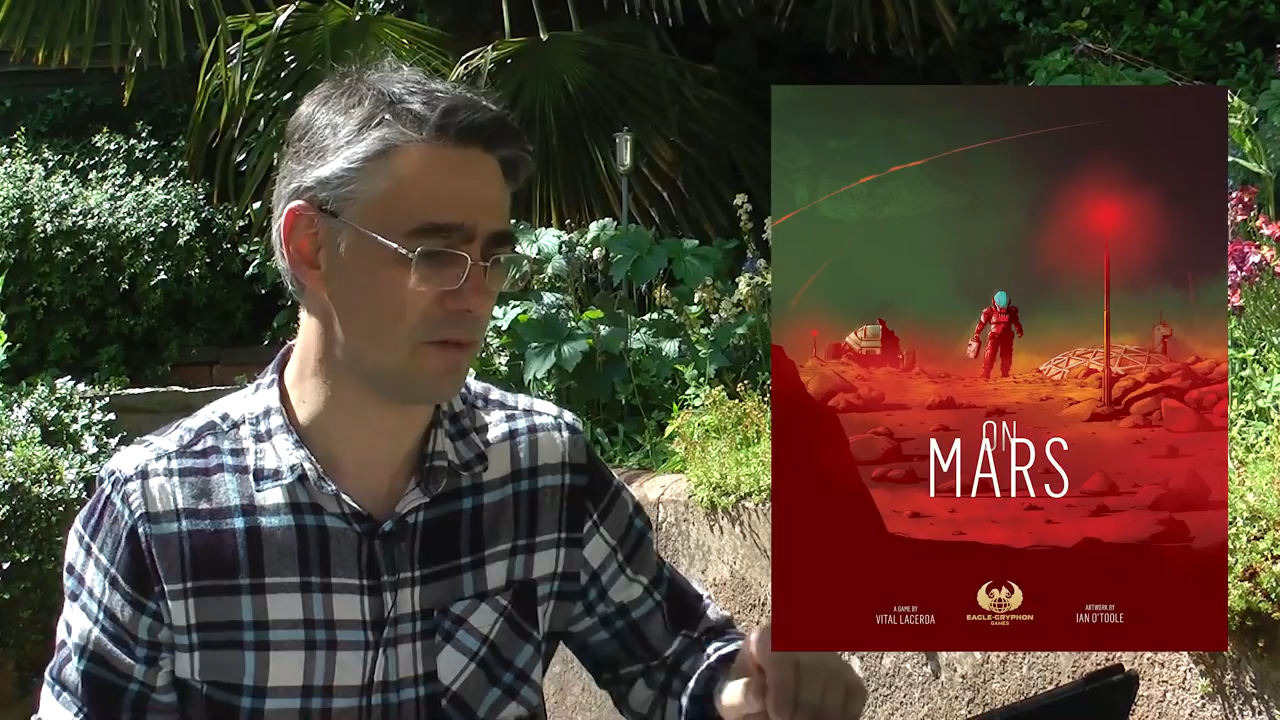 ON
MARS
A GAME BY
VITAL LACERDA
EAGLE-GRYPHON
GAMES
ARTWORK BY
IAN O'TOOLE